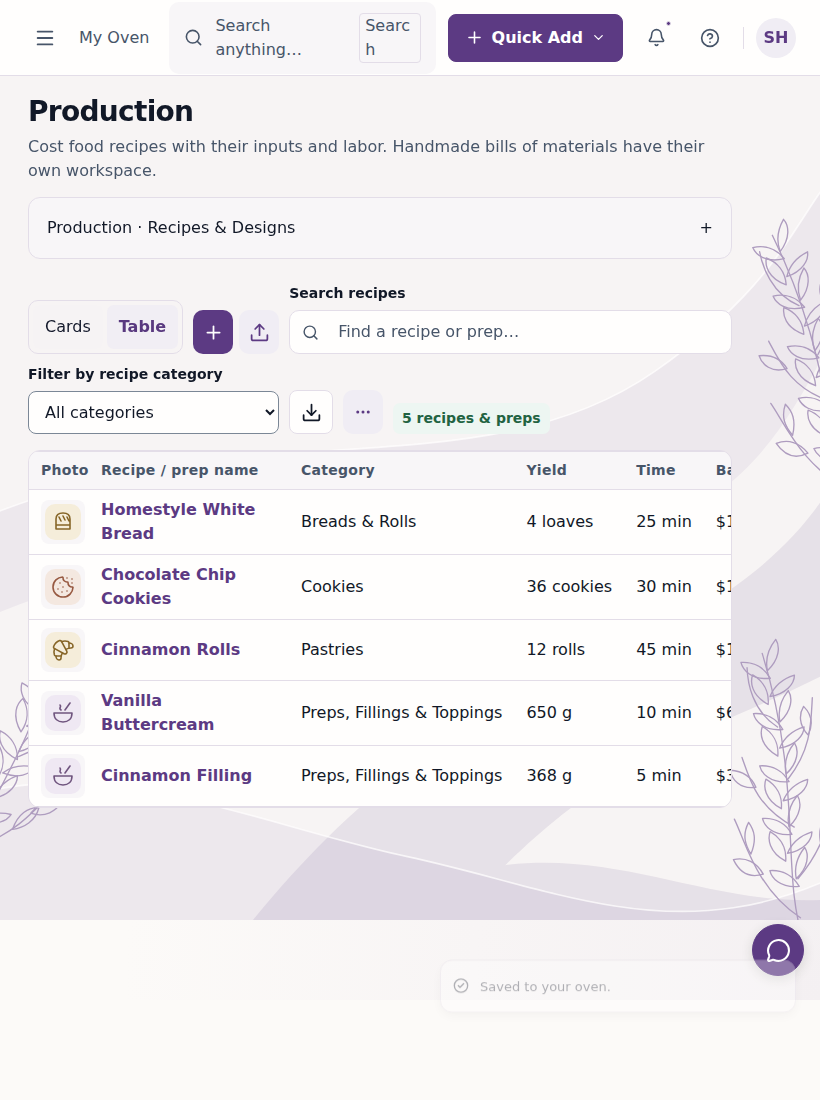 My Oven
Search anything…
Search
Quick Add
SH
Production
Cost food recipes with their inputs and labor. Handmade bills of materials have their
own workspace.
Production · Recipes & Designs +
Search recipes
Cards Table
Find a recipe or prep…
Filter by recipe category
All categories
5 recipes & preps
Photo Recipe / prep name Category Yield Time
Homestyle White Bread Breads & Rolls 4 loaves 25 min
Chocolate Chip Cookies Cookies 36 cookies 30 min
Cinnamon Rolls Pastries 12 rolls 45 min
Vanilla Buttercream Preps, Fillings & Toppings 650 g 10 min
Cinnamon Filling Preps, Fillings & Toppings 368 g 5 min
Saved to your oven.